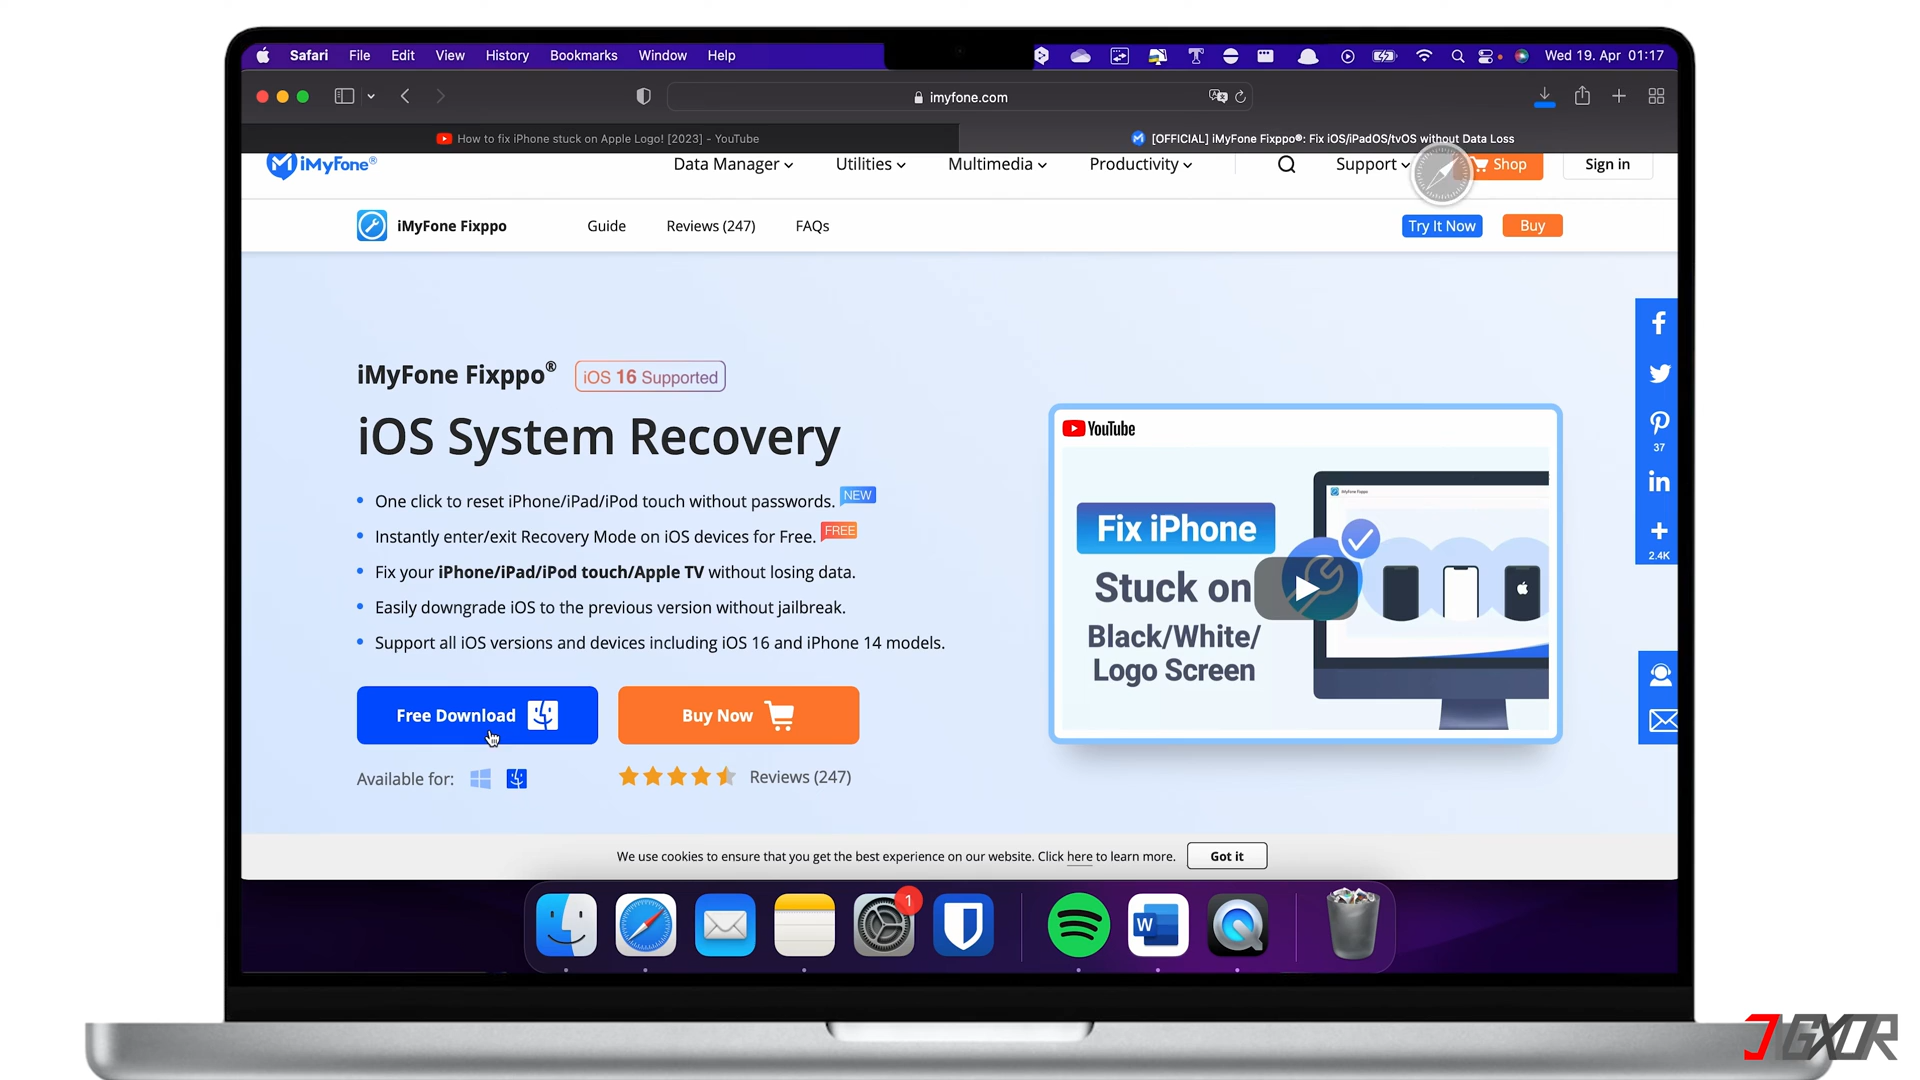 Safari File Edit View History Bookmarks Window Help Wed 19. Apr 01:17
imyfone.com
How to fix iPhone stuck on Apple Logo! [2023] - YouTube
[OFFICIAL] iMyFone Fixppo®: Fix iOS/iPadOS/tvOS without Data Loss
iMyFone® Data Manager Utilities Multimedia Productivity Support Shop Sign in
iMyFone Fixppo Guide Reviews (247) FAQs Try It Now Buy
iMyFone Fixppo® iOS 16 Supported
iOS System Recovery
One click to reset iPhone/iPad/iPod touch without passwords. NEW
Instantly enter/exit Recovery Mode on iOS devices for Free. FREE
Fix your iPhone/iPad/iPod touch/Apple TV without losing data.
Easily downgrade iOS to the previous version without jailbreak.
Support all iOS versions and devices including iOS 16 and iPhone 14 models.
Free Download Buy Now
Available for: Reviews (247)
YouTube
iMyFone Fixppo
Fix iPhone
Stuck on
Black/White/
Logo Screen
37
in
2.4K
We use cookies to ensure that you get the best experience on our website. Click here to learn more. Got it
1
W
JGXOR